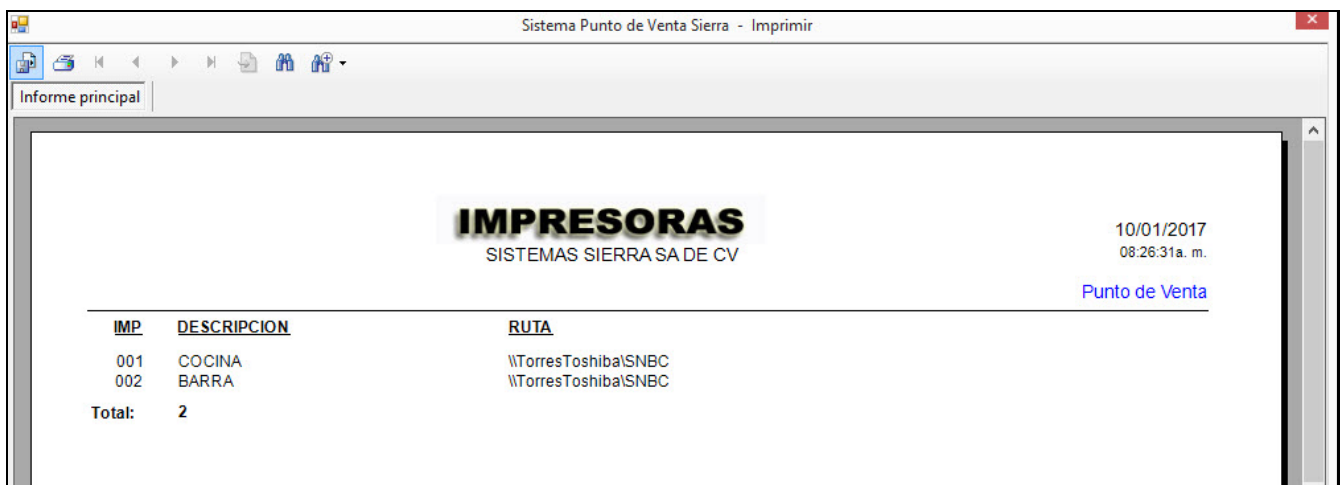 Sistema Punto de Venta Sierra - Imprimir
Informe principal
IMPRESORAS
SISTEMAS SIERRA SA DE CV
10/01/2017
08:26:31a. m.
Punto de Venta
IMP DESCRIPCION RUTA
001 COCINA \\TorresToshiba\SNBC
002 BARRA \\TorresToshiba\SNBC
Total: 2